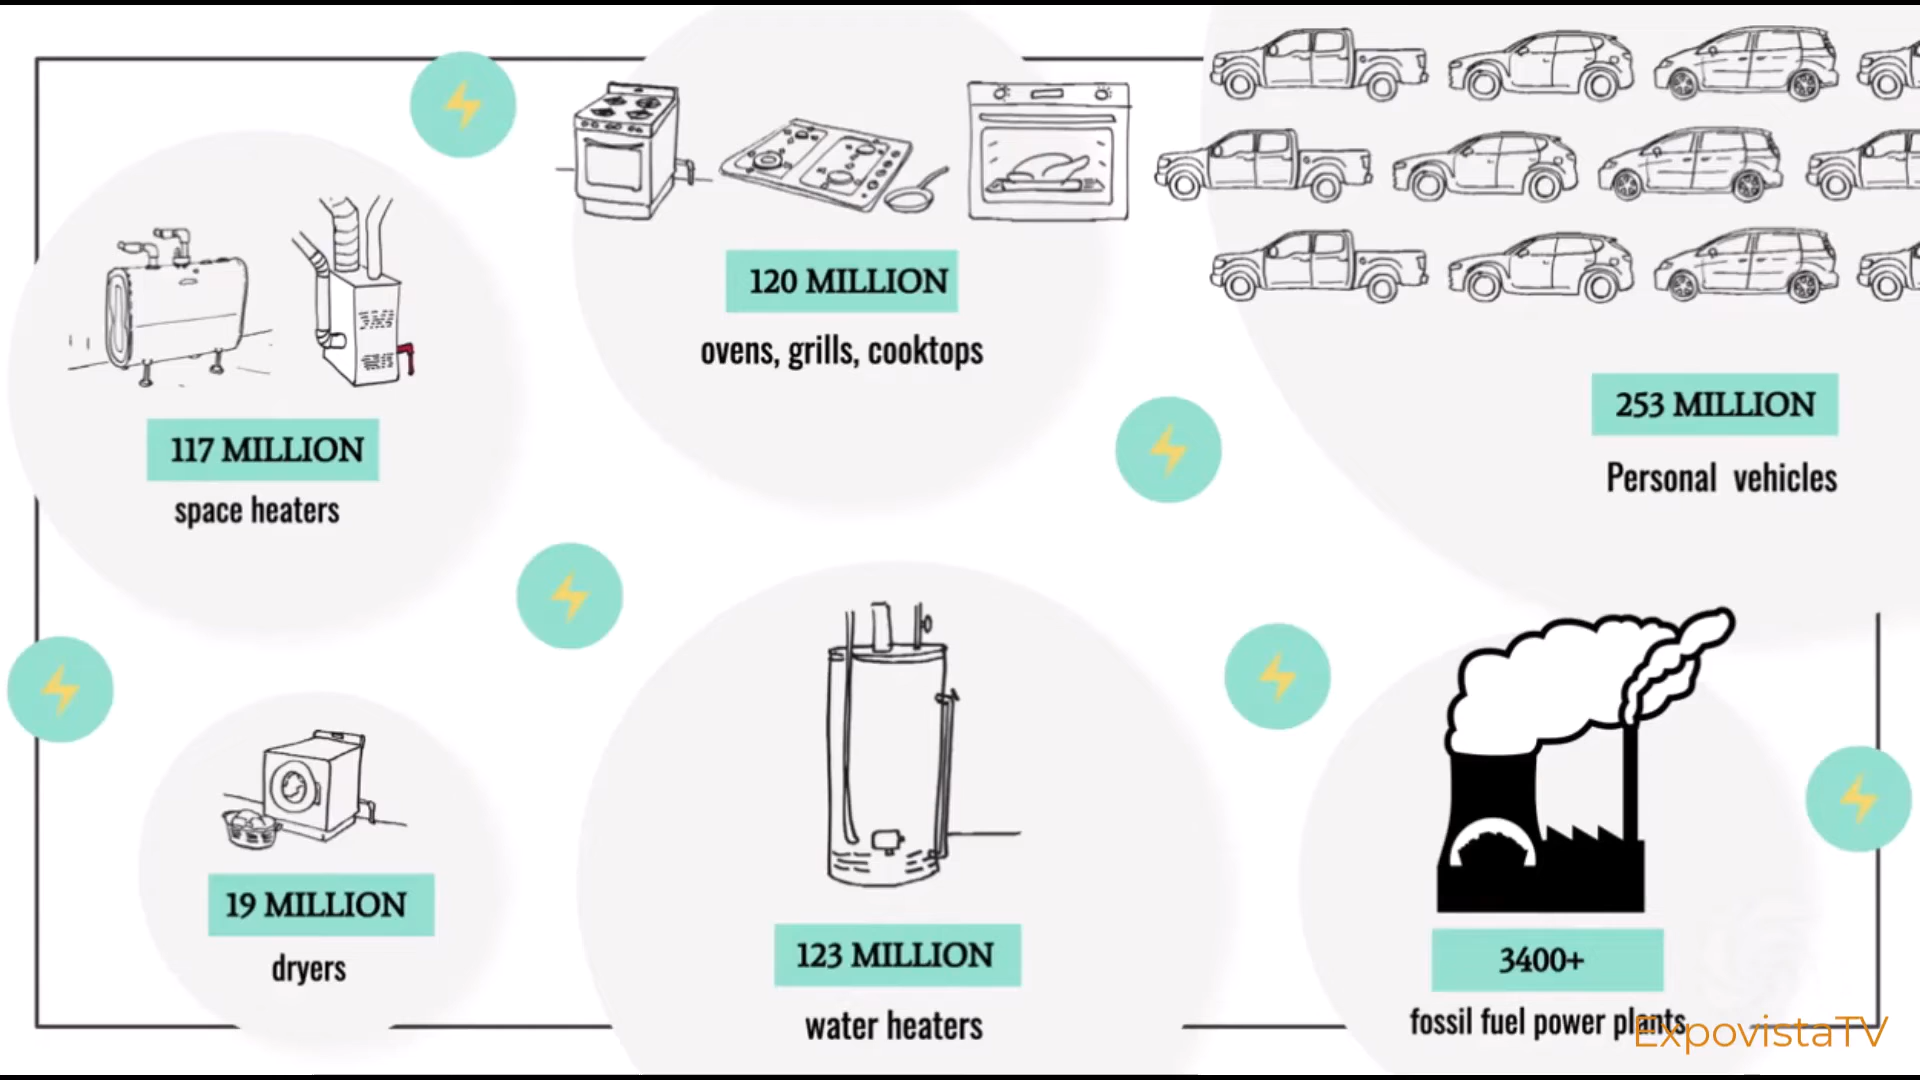 120 MILLION
ovens, grills, cooktops
253 MILLION
Personal vehicles
117 MILLION
space heaters
19 MILLION
dryers
123 MILLION
water heaters
3400+
fossil fuel power plants
ExpovistaTV